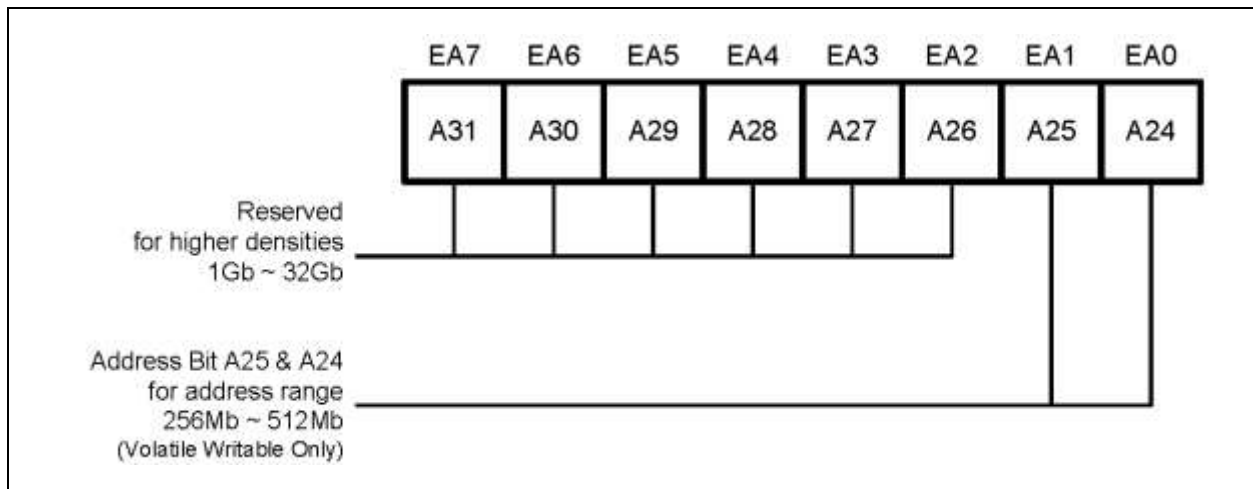 EA7 EA6 EA5 EA4 EA3 EA2 EA1 EA0
A31 A30 A29 A28 A27 A26 A25 A24
Reserved
for higher densities
1Gb ~ 32Gb
Address Bit A25 & A24
for address range
256Mb ~ 512Mb
(Volatile Writable Only)